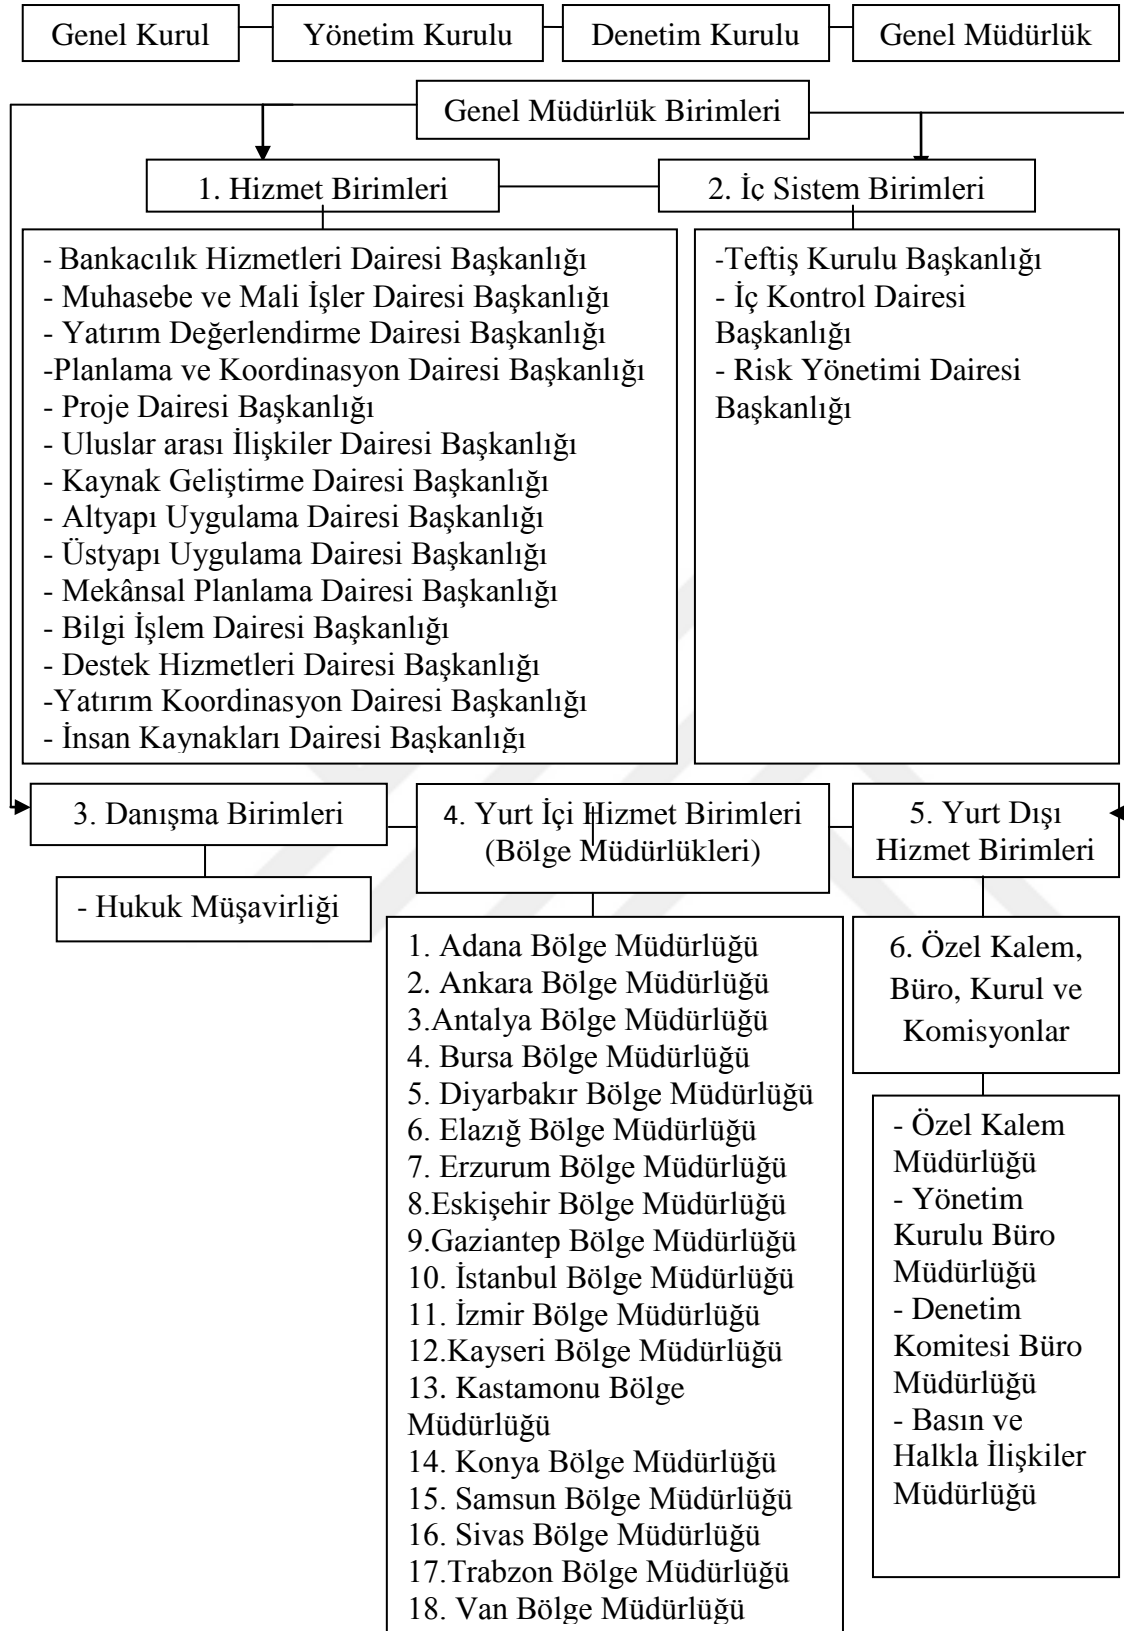 Genel Kurul
Yönetim Kurulu
Denetim Kurulu
Genel Müdürlük
Genel Müdürlük Birimleri
1. Hizmet Birimleri
2. İç Sistem Birimleri
- Bankacılık Hizmetleri Dairesi Başkanlığı
- Muhasebe ve Mali İşler Dairesi Başkanlığı
- Yatırım Değerlendirme Dairesi Başkanlığı
-Planlama ve Koordinasyon Dairesi Başkanlığı
- Proje Dairesi Başkanlığı
- Uluslar arası İlişkiler Dairesi Başkanlığı
- Kaynak Geliştirme Dairesi Başkanlığı
- Altyapı Uygulama Dairesi Başkanlığı
- Üstyapı Uygulama Dairesi Başkanlığı
- Mekânsal Planlama Dairesi Başkanlığı
- Bilgi İşlem Dairesi Başkanlığı
- Destek Hizmetleri Dairesi Başkanlığı
-Yatırım Koordinasyon Dairesi Başkanlığı
- İnsan Kaynakları Dairesi Başkanlığı
-Teftiş Kurulu Başkanlığı
- İç Kontrol Dairesi
Başkanlığı
- Risk Yönetimi Dairesi
Başkanlığı
3. Danışma Birimleri
- Hukuk Müşavirliği
4. Yurt İçi Hizmet Birimleri
(Bölge Müdürlükleri)
1. Adana Bölge Müdürlüğü
2. Ankara Bölge Müdürlüğü
3.Antalya Bölge Müdürlüğü
4. Bursa Bölge Müdürlüğü
5. Diyarbakır Bölge Müdürlüğü
6. Elazığ Bölge Müdürlüğü
7. Erzurum Bölge Müdürlüğü
8.Eskişehir Bölge Müdürlüğü
9.Gaziantep Bölge Müdürlüğü
10. İstanbul Bölge Müdürlüğü
11. İzmir Bölge Müdürlüğü
12.Kayseri Bölge Müdürlüğü
13. Kastamonu Bölge
Müdürlüğü
14. Konya Bölge Müdürlüğü
15. Samsun Bölge Müdürlüğü
16. Sivas Bölge Müdürlüğü
17.Trabzon Bölge Müdürlüğü
18. Van Bölge Müdürlüğü
5. Yurt Dışı
Hizmet Birimleri
6. Özel Kalem,
Büro, Kurul ve
Komisyonlar
- Özel Kalem
Müdürlüğü
- Yönetim
Kurulu Büro
Müdürlüğü
- Denetim
Komitesi Büro
Müdürlüğü
- Basın ve
Halkla İlişkiler
Müdürlüğü